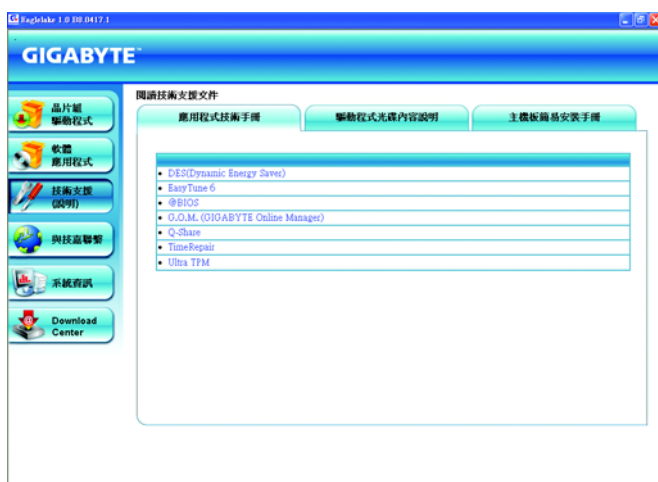 Eaglelake 1.0 B8.0417.1
GIGABYTE™
晶片組
驅動程式
軟體
應用程式
技術支援
(說明)
與技嘉聯繫
系統資訊
Download
Center
閱讀技術支援文件
應用程式技術手冊
驅動程式光碟內容說明
主機板簡易安裝手冊
• DES(Dynamic Energy Saver)
• EasyTune 6
• @BIOS
• G.O.M. (GIGABYTE Online Manager)
• Q-Share
• TimeRepair
• Ultra TPM